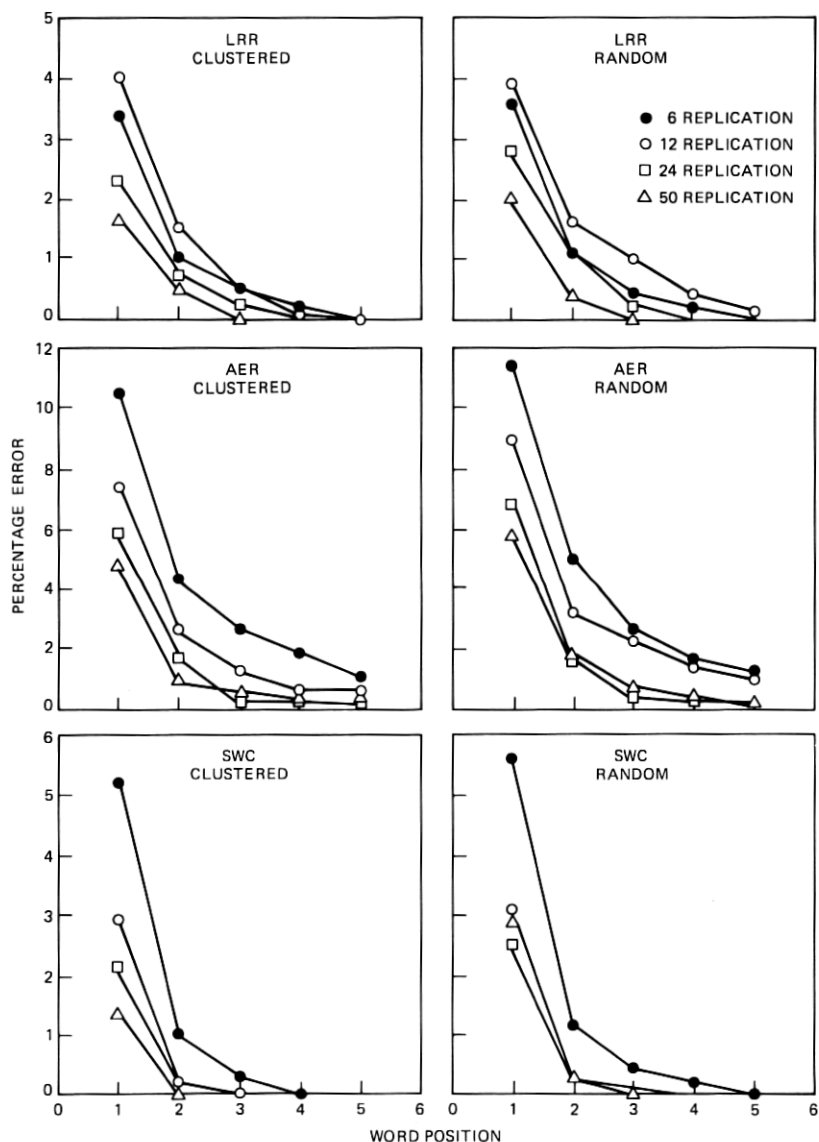 LRR
CLUSTERED
5
4
3
2
1
0
LRR
RANDOM
6 REPLICATION
12 REPLICATION
24 REPLICATION
50 REPLICATION
AER
CLUSTERED
12
10
8
6
4
2
0
AER
RANDOM
PERCENTAGE ERROR
SWC
CLUSTERED
6
5
4
3
2
1
0
SWC
RANDOM
0 1 2 3 4 5 6
0 1 2 3 4 5 6
WORD POSITION